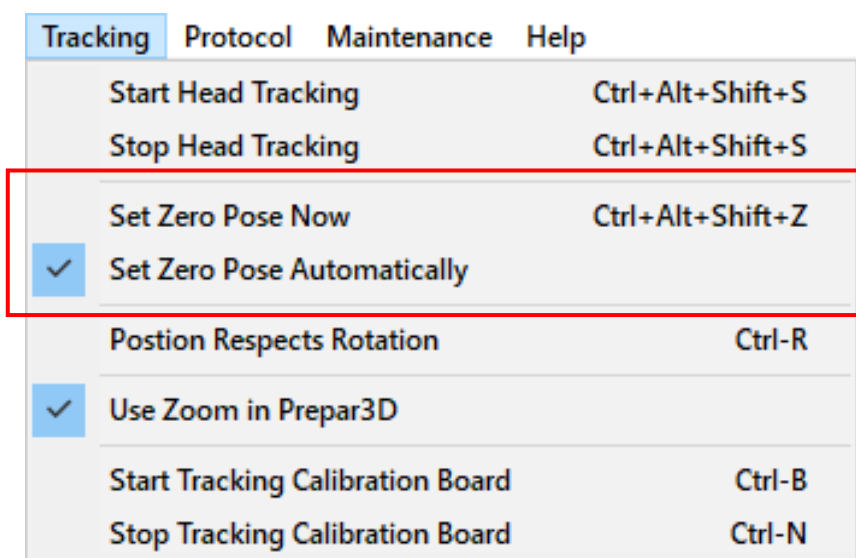 Tracking Protocol Maintenance Help
Start Head Tracking Ctrl+Alt+Shift+S
Stop Head Tracking Ctrl+Alt+Shift+S
Set Zero Pose Now Ctrl+Alt+Shift+Z
Set Zero Pose Automatically
Postion Respects Rotation Ctrl-R
Use Zoom in Prepar3D
Start Tracking Calibration Board Ctrl-B
Stop Tracking Calibration Board Ctrl-N